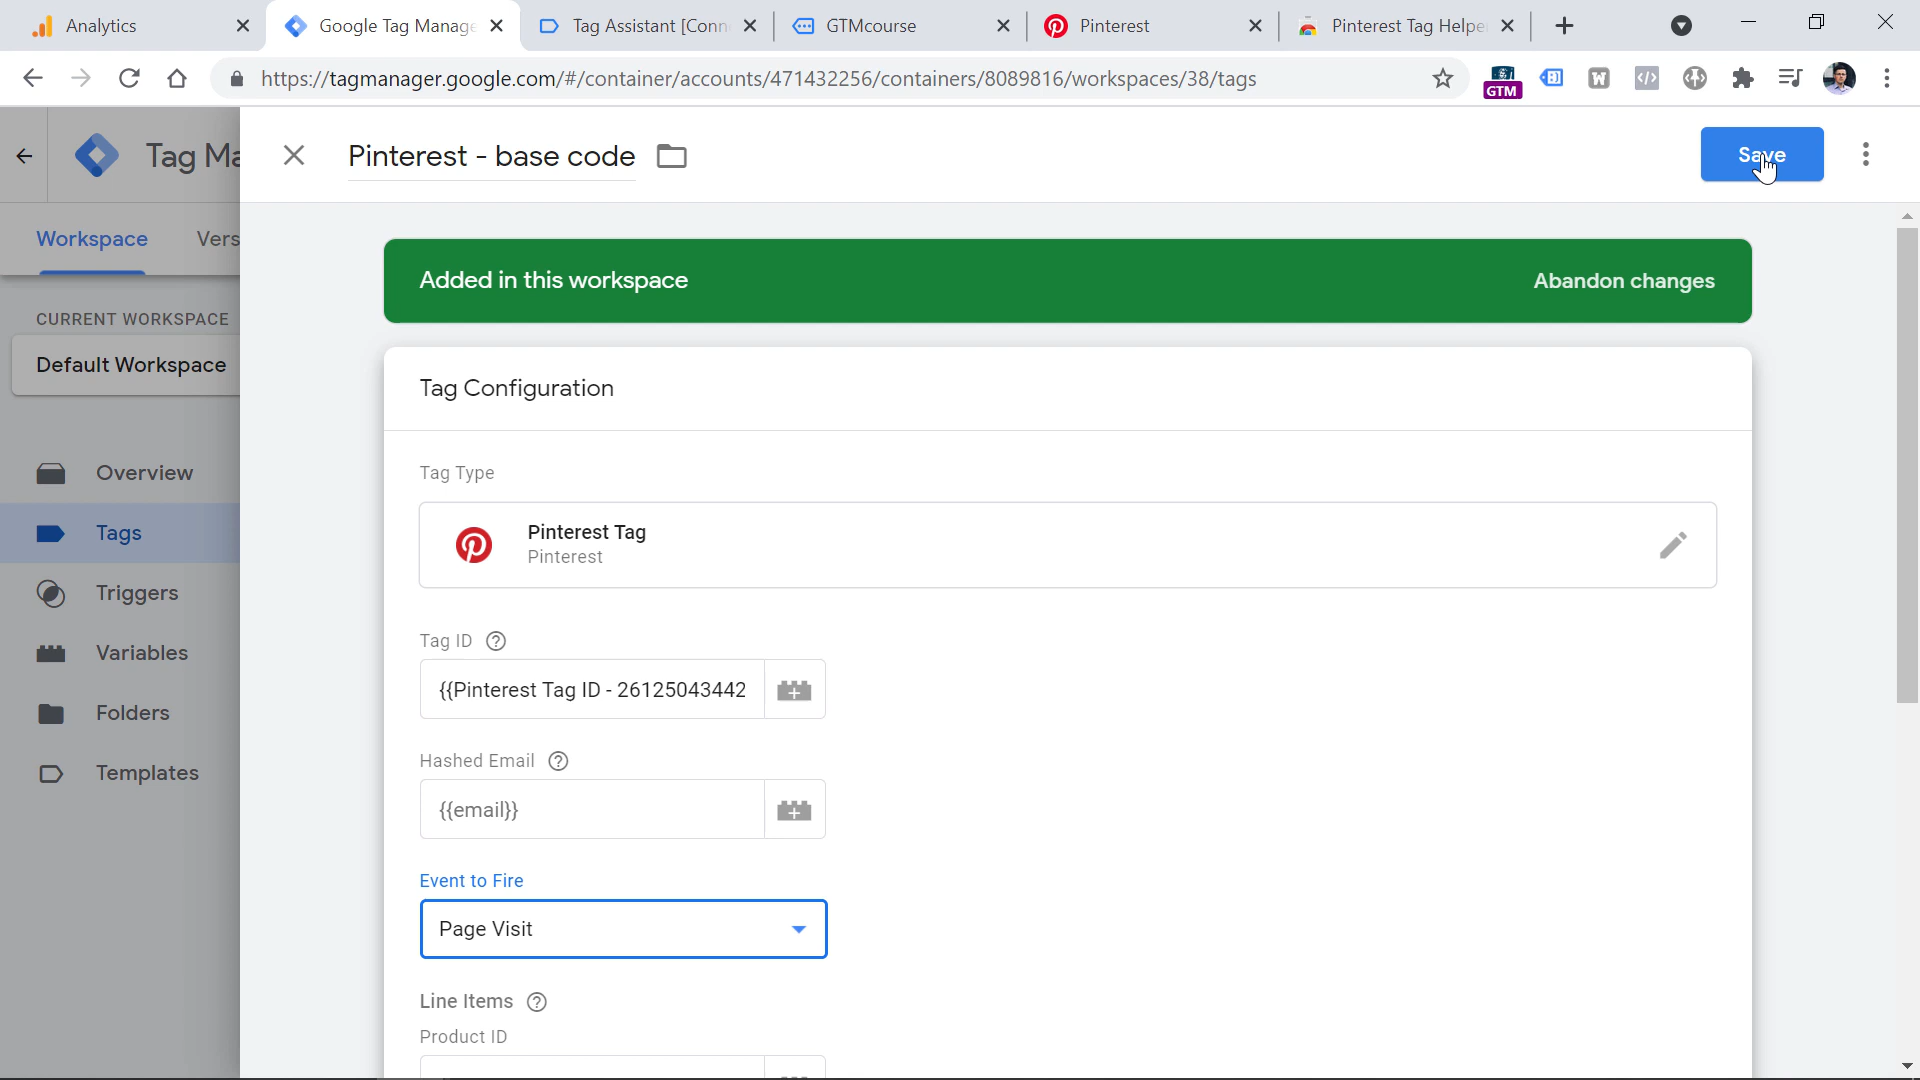 Analytics
Google Tag Manage
Tag Assistant [Conn
GTMcourse
Pinterest
Pinterest Tag Helpe
https://tagmanager.google.com/#/container/accounts/471432256/containers/8089816/workspaces/38/tags
GTM
Tag Ma
Pinterest - base code
Save
Workspace
Vers
Added in this workspace
Abandon changes
CURRENT WORKSPACE
Default Workspace
Tag Configuration
Overview
Tags
Triggers
Variables
Folders
Templates
Tag Type
Pinterest Tag
Pinterest
Tag ID
{{Pinterest Tag ID - 26125043442
Hashed Email
{{email}}
Event to Fire
Page Visit
Line Items
Product ID